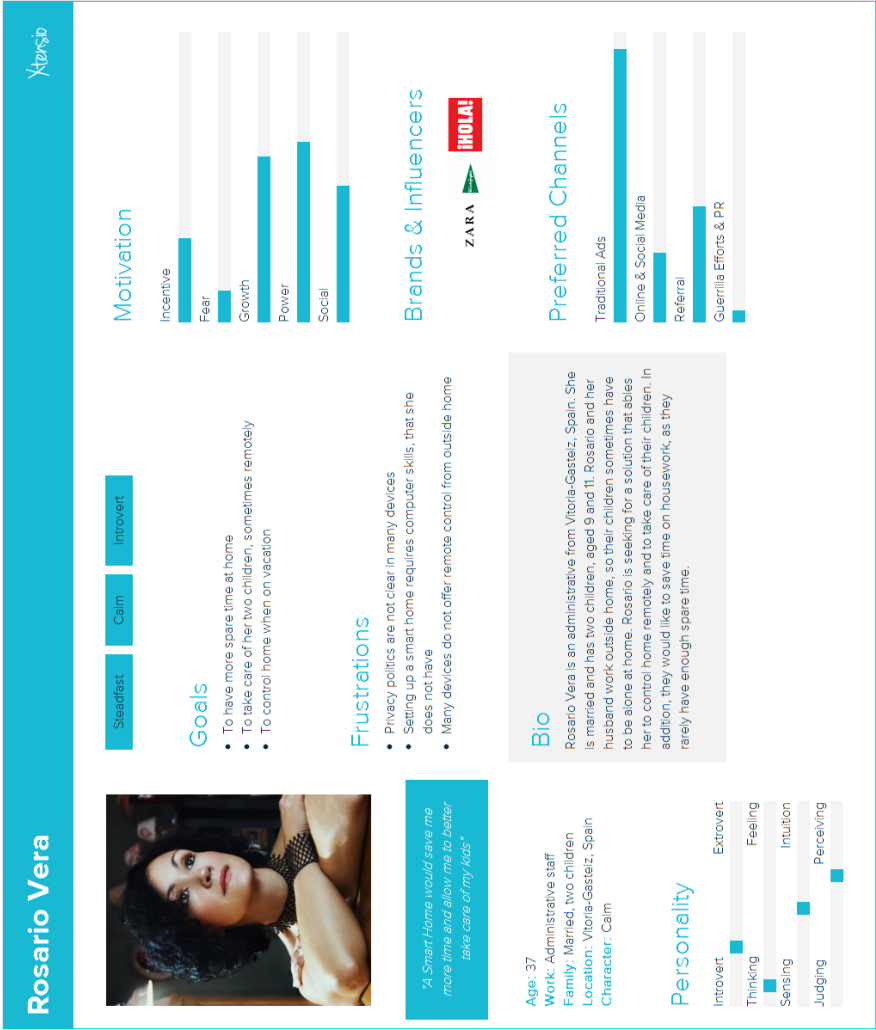 Rosario Vera
Xtensio
"A Smart Home would save me
more time and allow me to better
take care of my kids"
Age: 37
Work: Administrative staff
Family: Married, two children
Location: Vitoria-Gasteiz, Spain
Character: Calm
Personality
Introvert Extrovert
Thinking Feeling
Sensing Intuition
Judging Perceiving
Steadfast Calm Introvert
Goals
• To have more spare time at home
• To take care of her two children, sometimes remotely
• To control home when on vacation
Frustrations
• Privacy politics are not clear in many devices
• Setting up a smart home requires computer skills, that she
does not have
• Many devices do not offer remote control from outside home
Bio
Rosario Vera is an administrative from Vitoria-Gasteiz, Spain. She
is married and has two children, aged 9 and 11. Rosario and her
husband work outside home, so their children sometimes have
to be alone at home. Rosario is seeking for a solution that ables
her to control home remotely and to take care of their children. In
addition, they would like to save time on housework, as they
rarely have enough spare time.
Motivation
Incentive
Fear
Growth
Power
Social
Brands & Influencers
ZARA ¡HOLA!
Preferred Channels
Traditional Ads
Online & Social Media
Referral
Guerrilla Efforts & PR